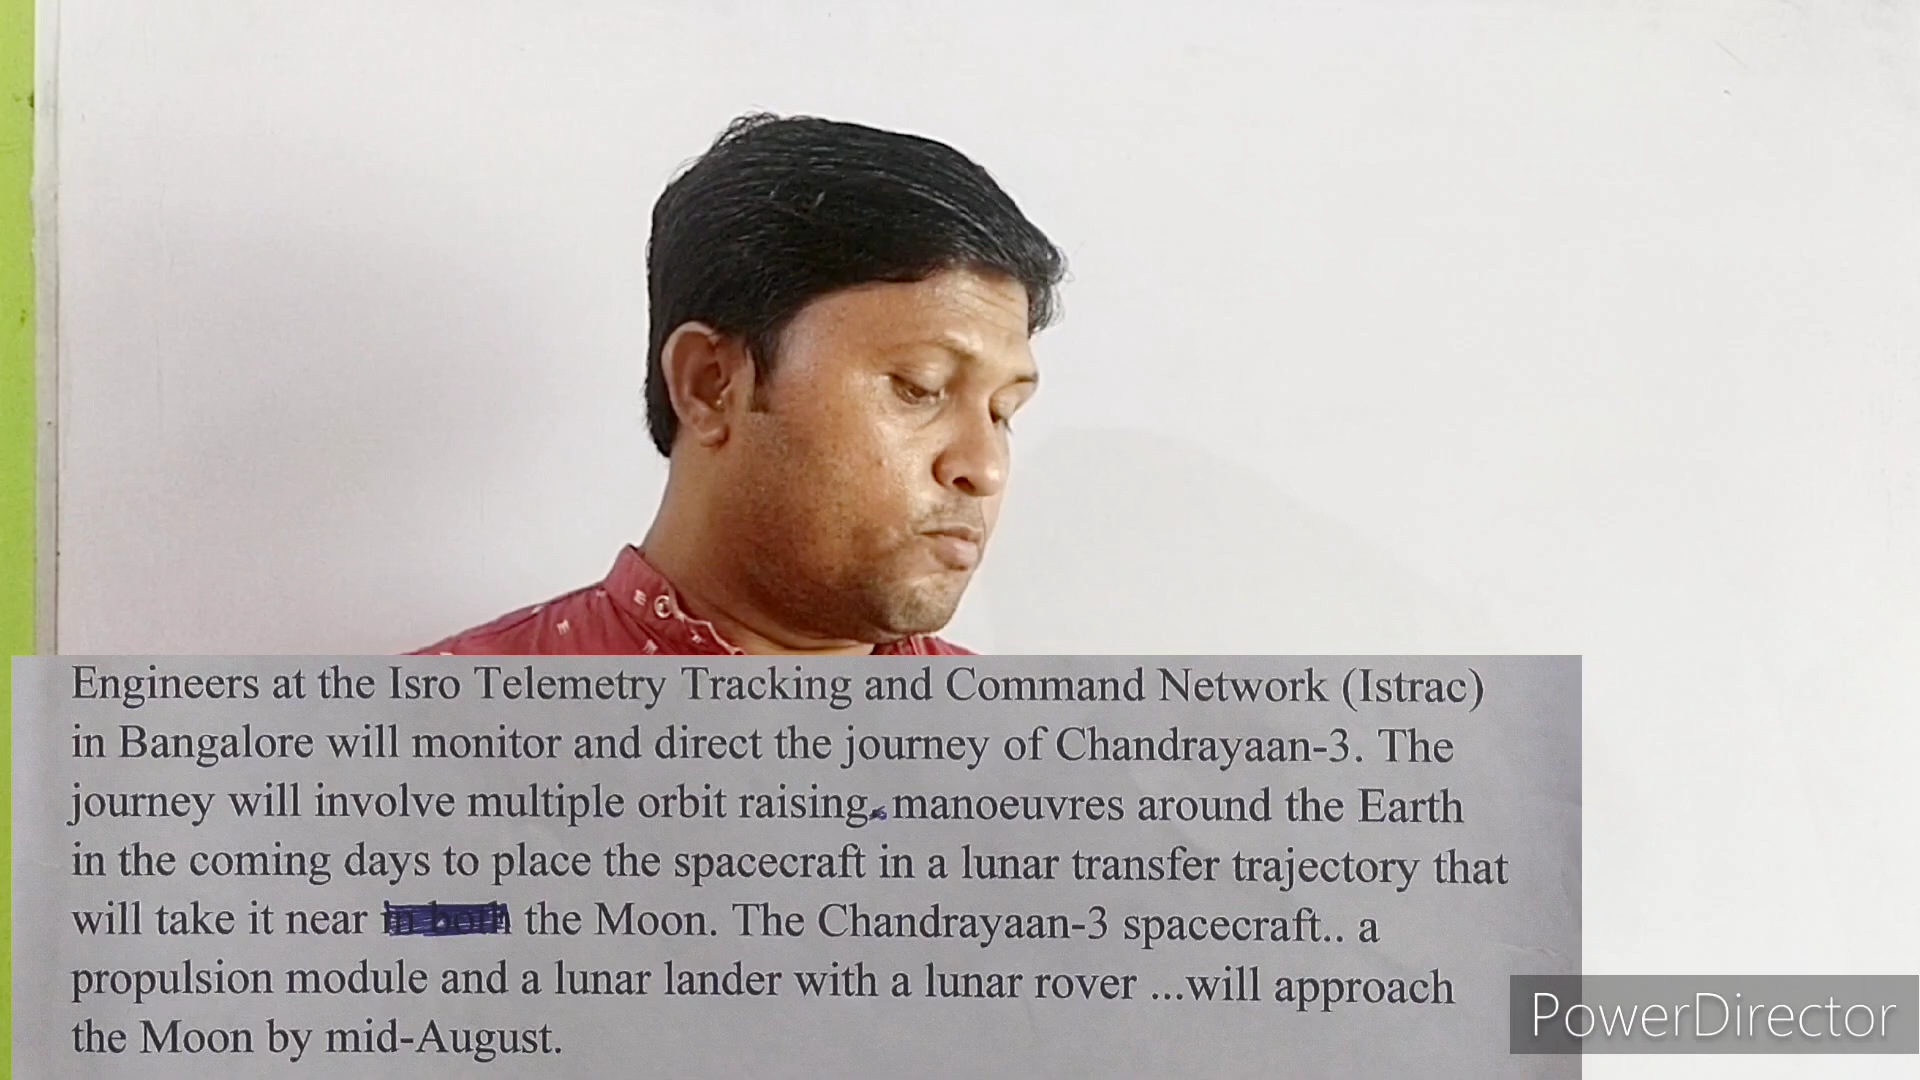 Engineers at the Isro Telemetry Tracking and Command Network (Istrac)
in Bangalore will monitor and direct the journey of Chandrayaan-3. The
journey will involve multiple orbit raising manoeuvres around the Earth
in the coming days to place the spacecraft in a lunar transfer trajectory that
will take it near the Moon. The Chandrayaan-3 spacecraft.. a
propulsion module and a lunar lander with a lunar rover ...will approach
the Moon by mid-August.
PowerDirector